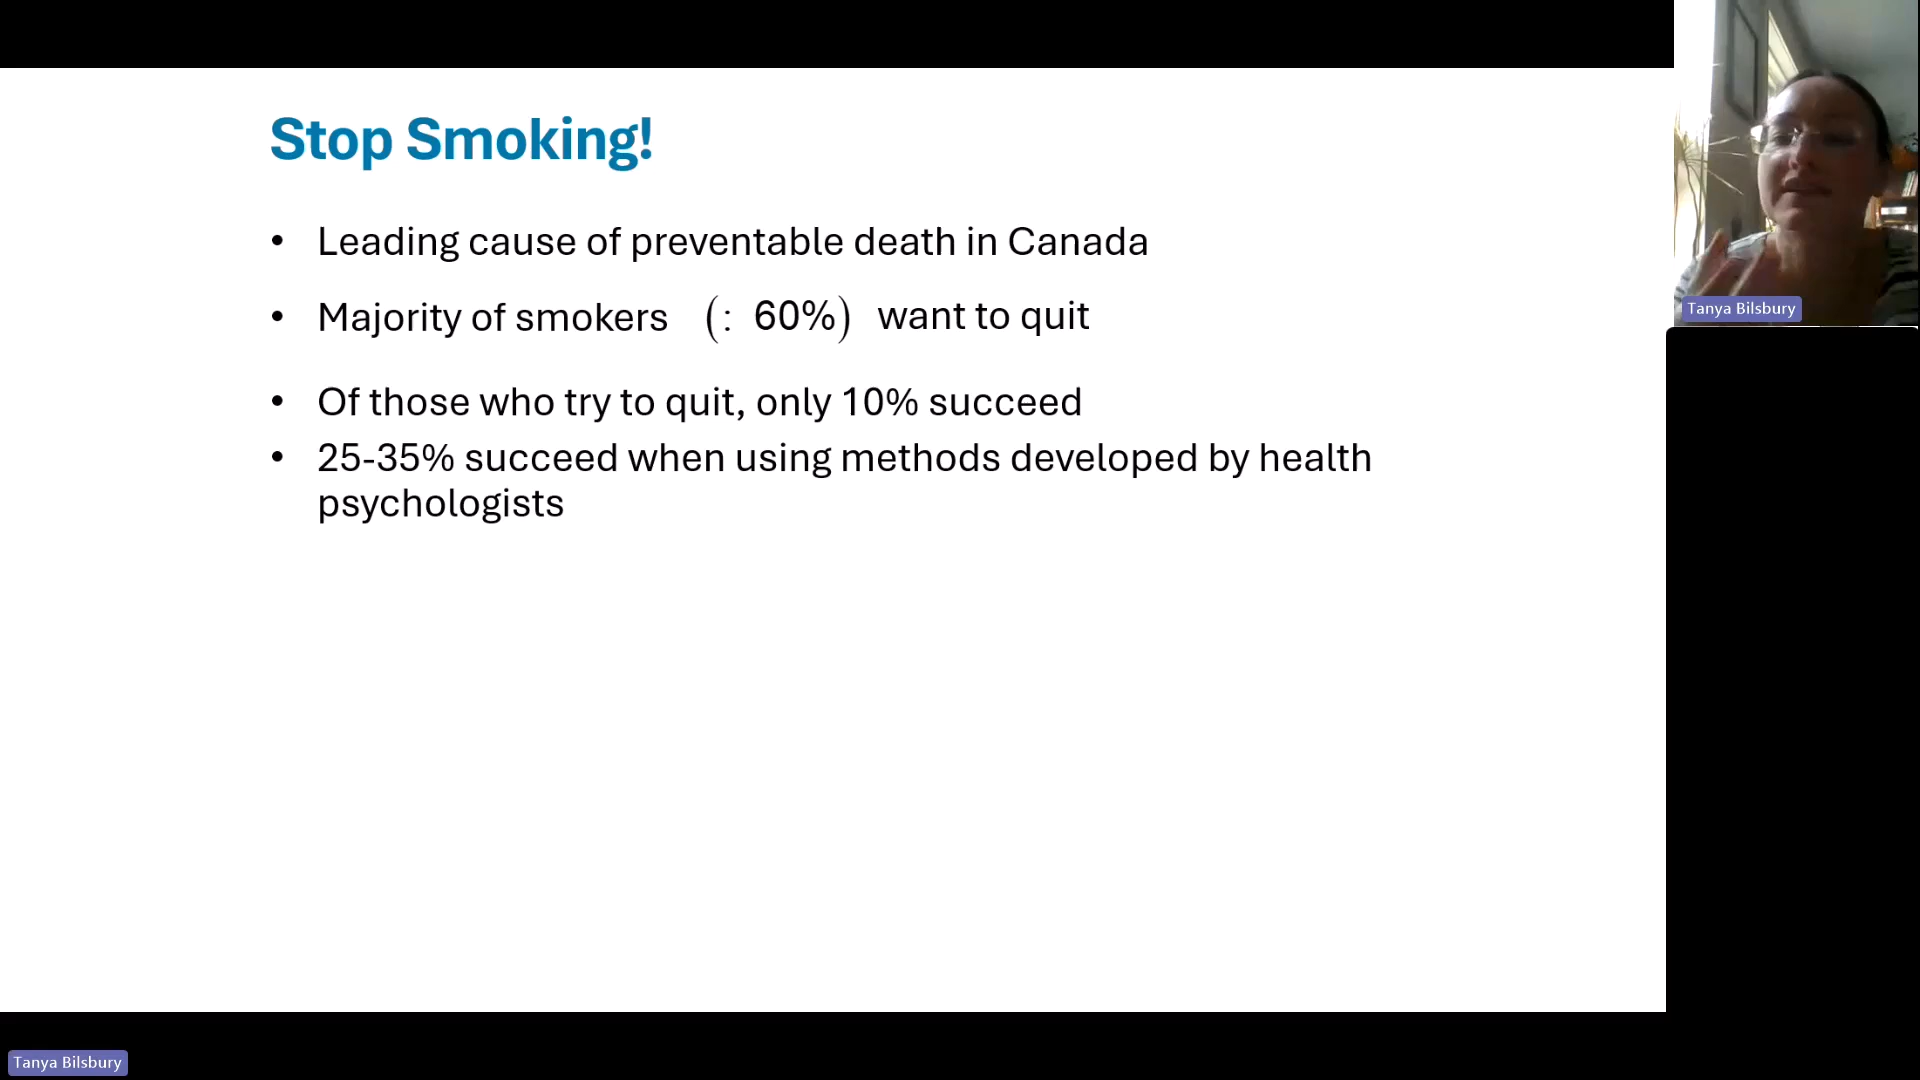 Stop Smoking!
• Leading cause of preventable death in Canada
• Majority of smokers (: 60%) want to quit
• Of those who try to quit, only 10% succeed
• 25-35% succeed when using methods developed by health
psychologists
Tanya Bilsbury
Tanya Bilsbury